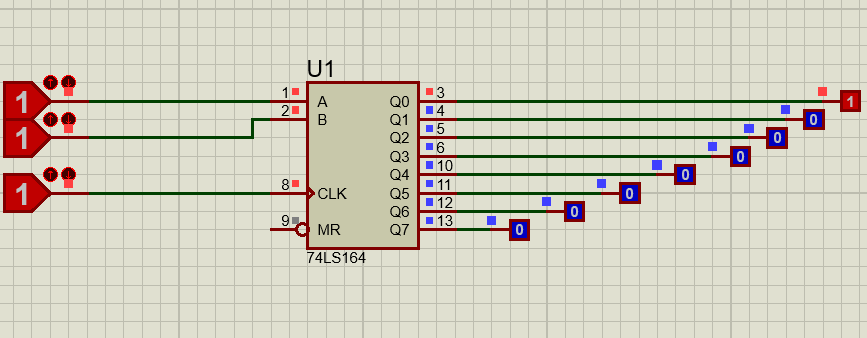 U1
1 1 A Q0 3 1
1 2 B Q1 4 0
Q2 5 0
Q3 6 0
Q4 10 0
1 8 CLK Q5 11 0
Q6 12 0
9 MR Q7 13 0
74LS164